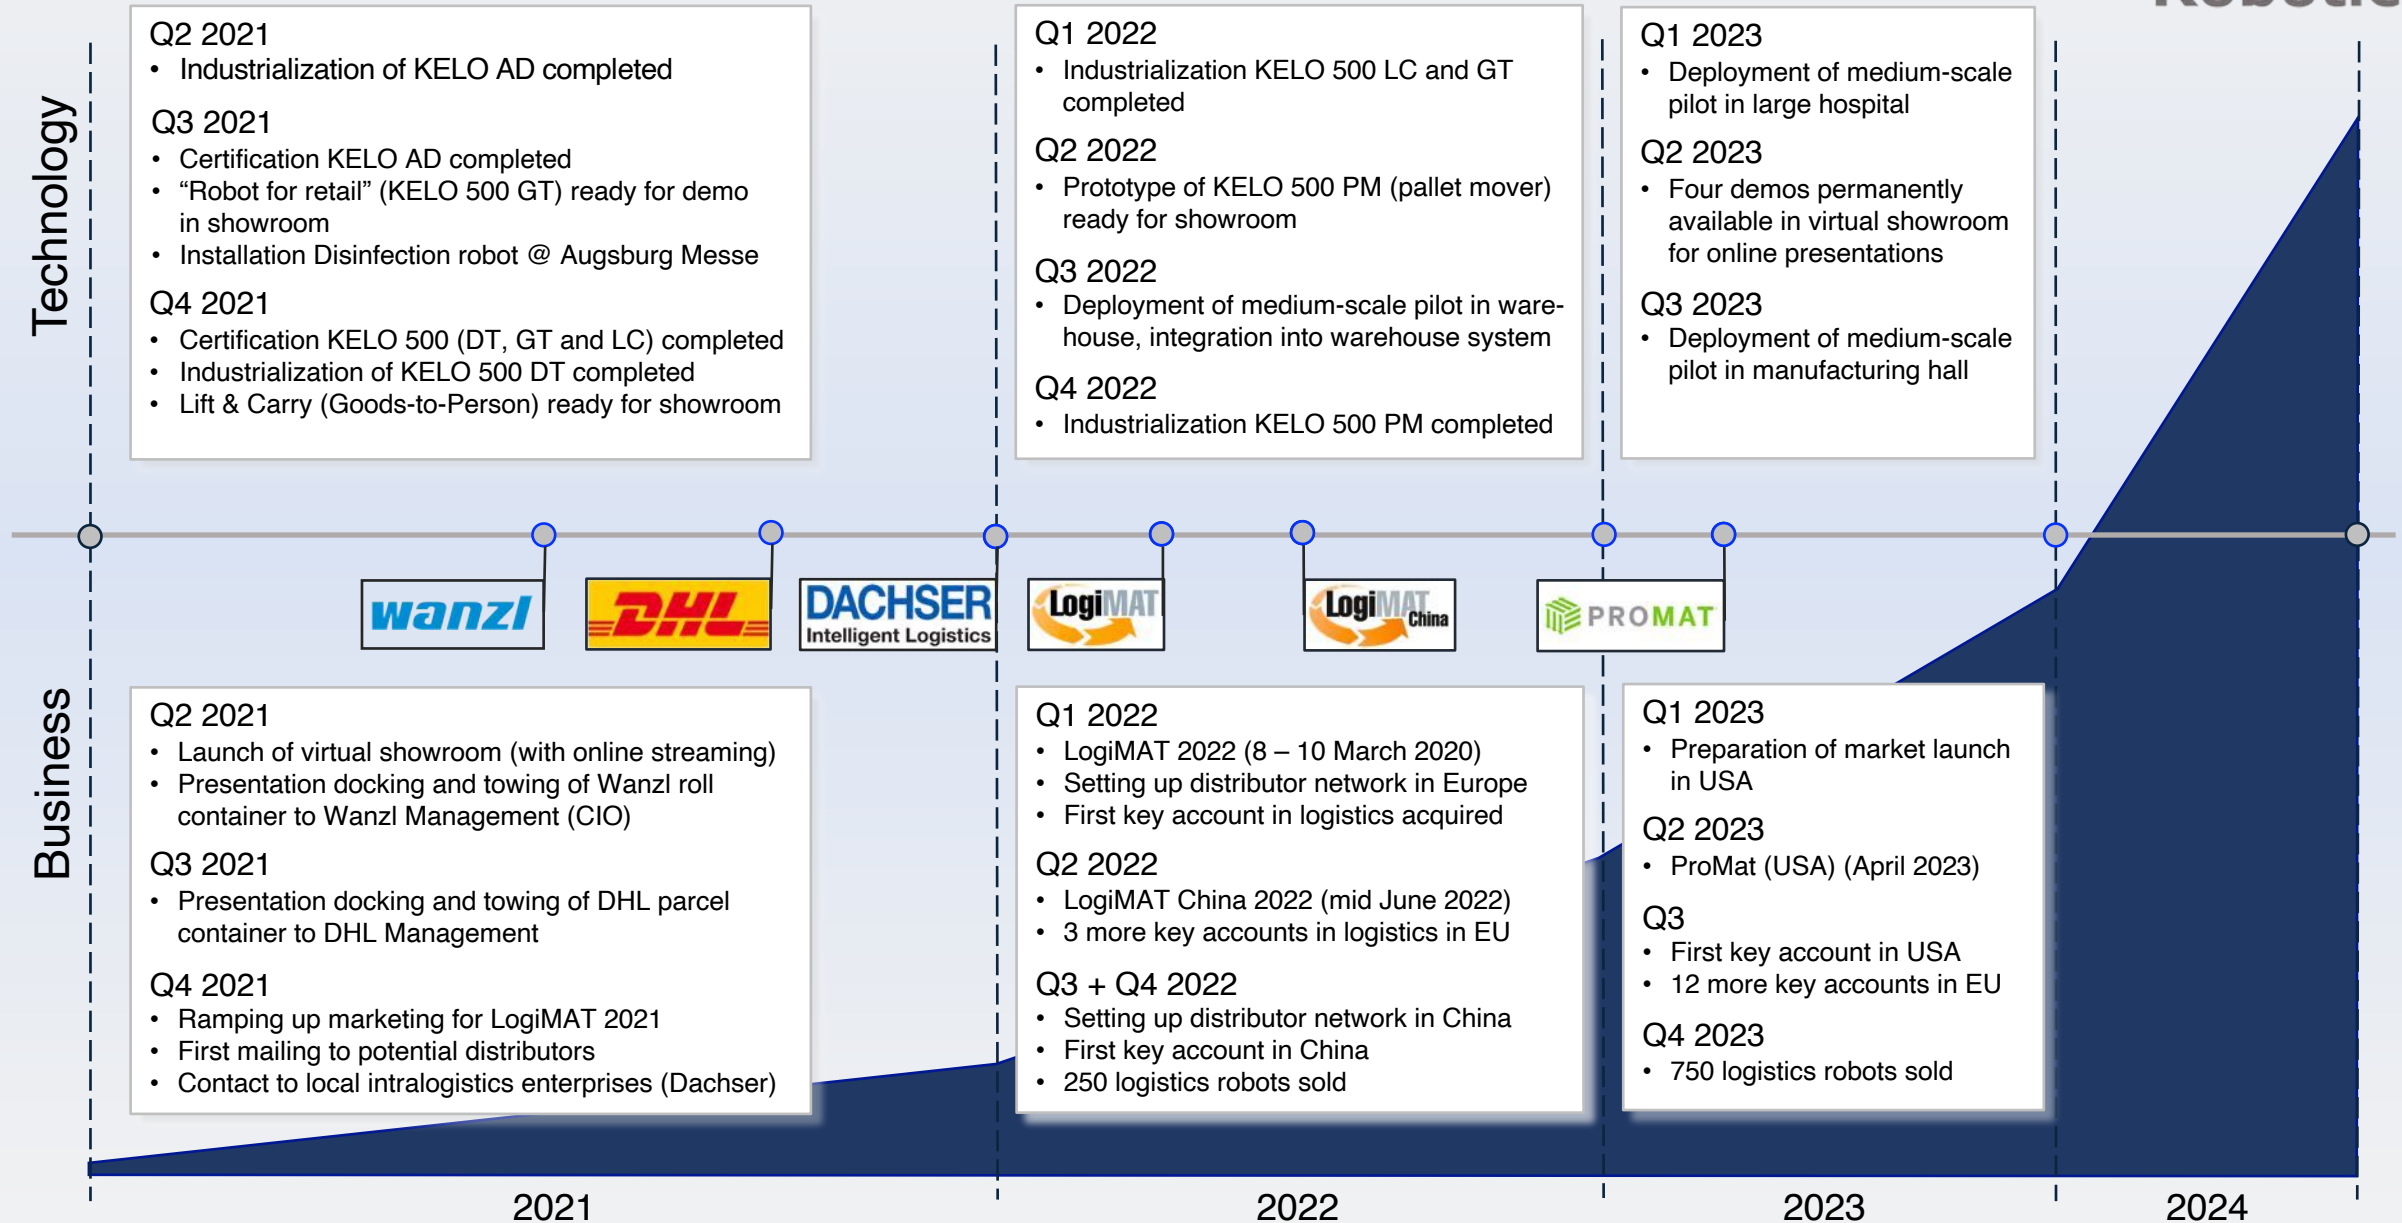 Robotic
Technology
Q2 2021
• Industrialization of KELO AD completed
Q3 2021
• Certification KELO AD completed
• “Robot for retail” (KELO 500 GT) ready for demo
in showroom
• Installation Disinfection robot @ Augsburg Messe
Q4 2021
• Certification KELO 500 (DT, GT and LC) completed
• Industrialization of KELO 500 DT completed
• Lift & Carry (Goods-to-Person) ready for showroom
Q1 2022
• Industrialization KELO 500 LC and GT
completed
Q2 2022
• Prototype of KELO 500 PM (pallet mover)
ready for showroom
Q3 2022
• Deployment of medium-scale pilot in ware-
house, integration into warehouse system
Q4 2022
• Industrialization KELO 500 PM completed
Q1 2023
• Deployment of medium-scale
pilot in large hospital
Q2 2023
• Four demos permanently
available in virtual showroom
for online presentations
Q3 2023
• Deployment of medium-scale
pilot in manufacturing hall
wanzl
DHL
DACHSER
Intelligent Logistics
LogiMAT
LogiMAT
China
PROMAT
Business
Q2 2021
• Launch of virtual showroom (with online streaming)
• Presentation docking and towing of Wanzl roll
container to Wanzl Management (CIO)
Q3 2021
• Presentation docking and towing of DHL parcel
container to DHL Management
Q4 2021
• Ramping up marketing for LogiMAT 2021
• First mailing to potential distributors
• Contact to local intralogistics enterprises (Dachser)
Q1 2022
• LogiMAT 2022 (8 – 10 March 2020)
• Setting up distributor network in Europe
• First key account in logistics acquired
Q2 2022
• LogiMAT China 2022 (mid June 2022)
• 3 more key accounts in logistics in EU
Q3 + Q4 2022
• Setting up distributor network in China
• First key account in China
• 250 logistics robots sold
Q1 2023
• Preparation of market launch
in USA
Q2 2023
• ProMat (USA) (April 2023)
Q3
• First key account in USA
• 12 more key accounts in EU
Q4 2023
• 750 logistics robots sold
2021
2022
2023
2024